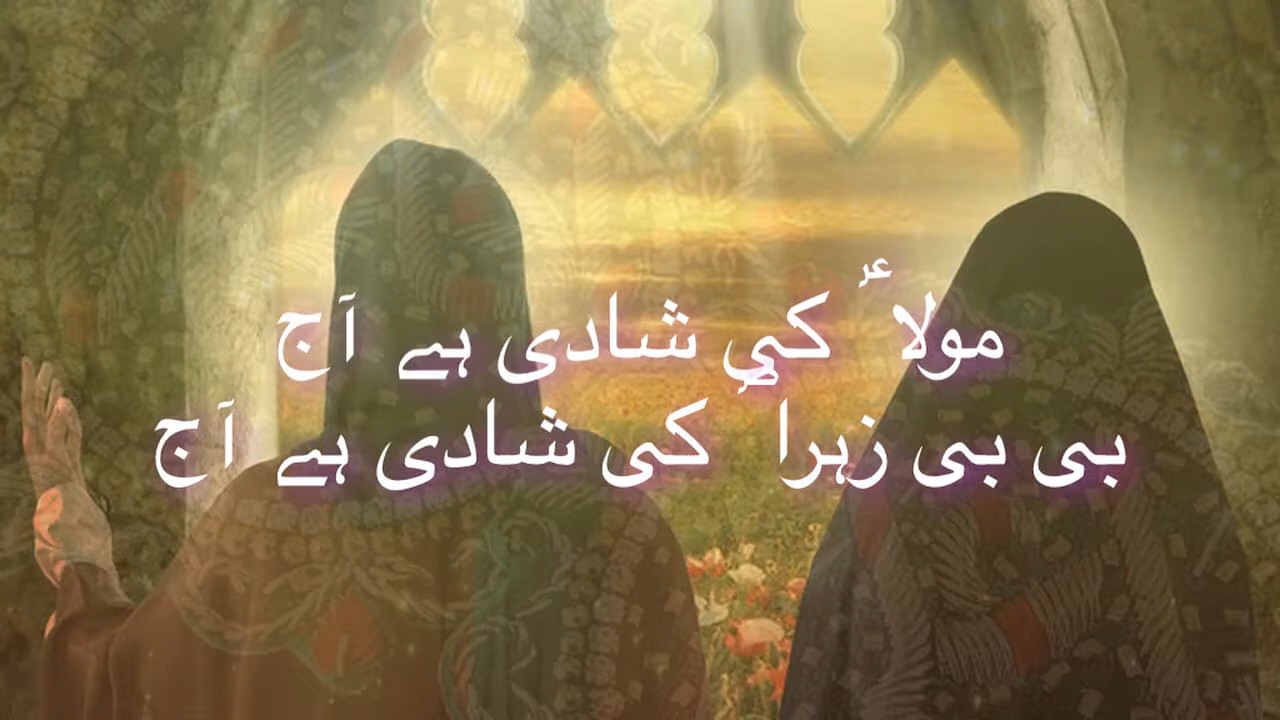 مولاؑ کی شادی ہے آج
بی بی زہراؑ کی شادی ہے آج